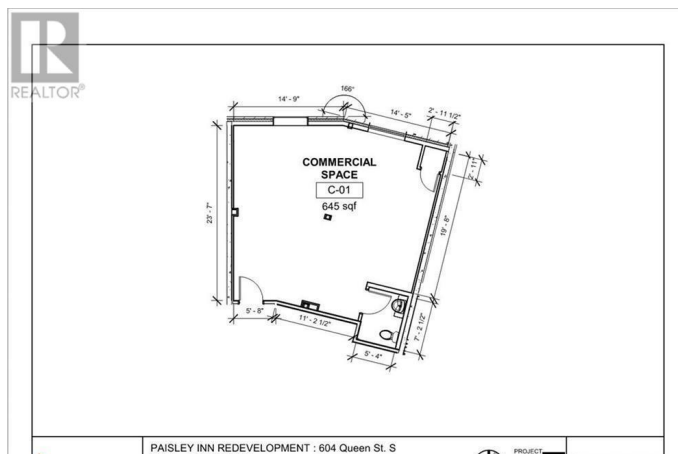 REALTOR®
166°
14' - 9"
14' - 5"
2' - 11 1/2"
COMMERCIAL
SPACE
C-01
645 sqf
2' - 11"
23' - 7"
19' - 8"
5' - 8"
11' - 2 1/2"
7' - 2 1/2"
5' - 4"
PAISLEY INN REDEVELOPMENT : 604 Queen St. S
PROJECT